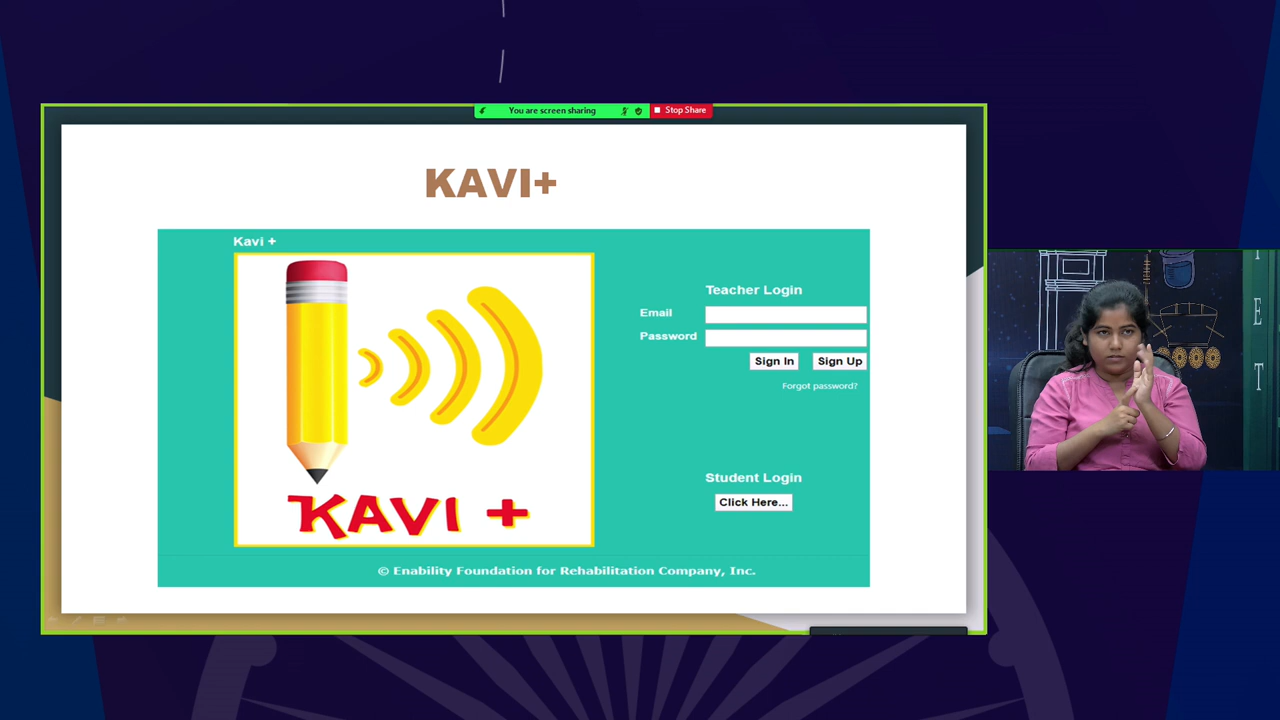 You are screen sharing
Stop Share
KAVI+
Kavi +
Teacher Login
Email
Password
Sign In
Sign Up
Forgot password?
KAVI +
Student Login
Click Here...
© Enability Foundation for Rehabilitation Company, Inc.
E
T